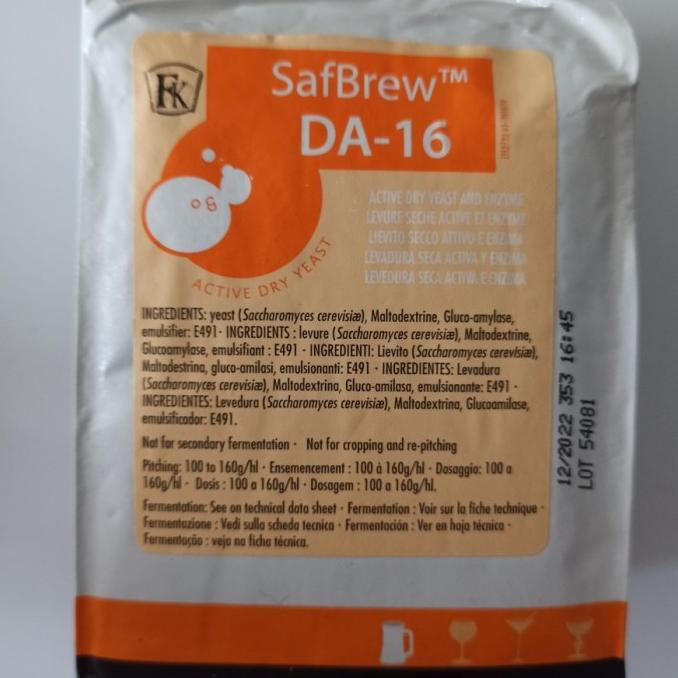 FK
SafBrew™
DA-16
ACTIVE DRY YEAST AND ENZYME
LEVURE SECHE ACTIVE ET ENZYME
LIEVITO SECCO ATTIVO E ENZIMA
LEVADURA SECA ACTIVA Y ENZIMA
LEVEDURA SECA ACTIVA E ENZIMA
ACTIVE DRY YEAST
INGREDIENTS: yeast (Saccharomyces cerevisiæ), Maltodextrine, Gluco-amylase,
emulsifier: E491 · INGREDIENTS : levure (Saccharomyces cerevisiæ), Maltodextrine,
Glucoamylase, emulsifiant : E491 · INGREDIENTI: Lievito (Saccharomyces cerevisiæ),
Maltodestrina, gluco-amilasi, emulsionanti: E491 · INGREDIENTES: Levadura
(Saccharomyces cerevisiæ), Maltodextrina, Gluco-amilasa, emulsionante: E491 ·
INGREDIENTES: Levedura (Saccharomyces cerevisiæ), Maltodextrina, Glucoamilase,
emulsificador: E491.
Not for secondary fermentation · Not for cropping and re-pitching
Pitching: 100 to 160g/hl · Ensemencement : 100 à 160g/hl · Dosaggio: 100 a
160g/hl · Dosis : 100 a 160g/hl · Dosagem : 100 a 160g/hl.
Fermentation: See on technical data sheet · Fermentation : Voir sur la fiche technique ·
Fermentazione : Vedi sulla scheda tecnica · Fermentación : Ver en hoja técnica ·
Fermentação : veja na ficha técnica.
12/2022 353 16:45
LOT 54081